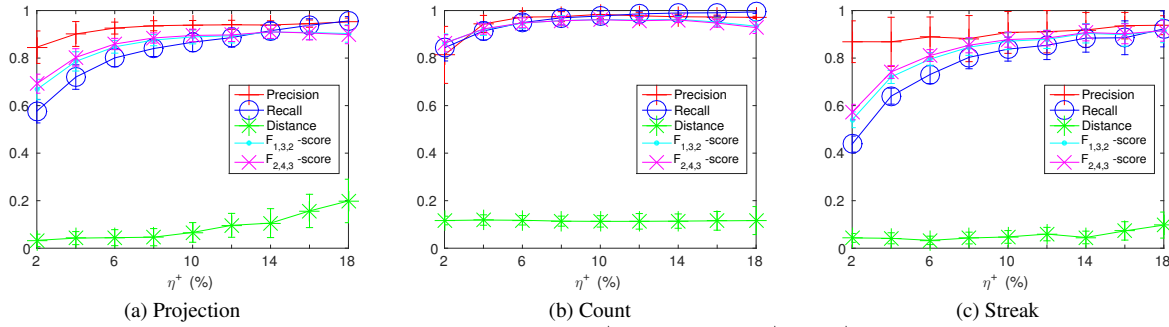 1
0.8
0.6
0.4
0.2
0
2 6 10 14 18
η+ (%)
Precision
Recall
Distance
F1,3,2 -score
F2,4,3 -score
(a) Projection
1
0.8
0.6
0.4
0.2
0
2 6 10 14 18
η+ (%)
Precision
Recall
Distance
F1,3,2 -score
F2,4,3 -score
(b) Count
1
0.8
0.6
0.4
0.2
0
2 6 10 14 18
η+ (%)
Precision
Recall
Distance
F1,3,2 -score
F2,4,3 -score
(c) Streak